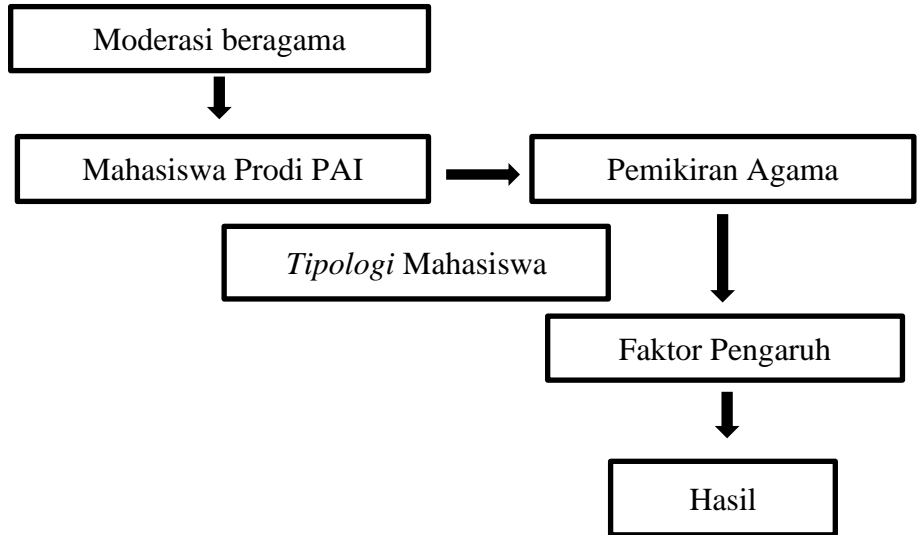 Moderasi beragama
Mahasiswa Prodi PAI
Pemikiran Agama
Tipologi Mahasiswa
Faktor Pengaruh
Hasil